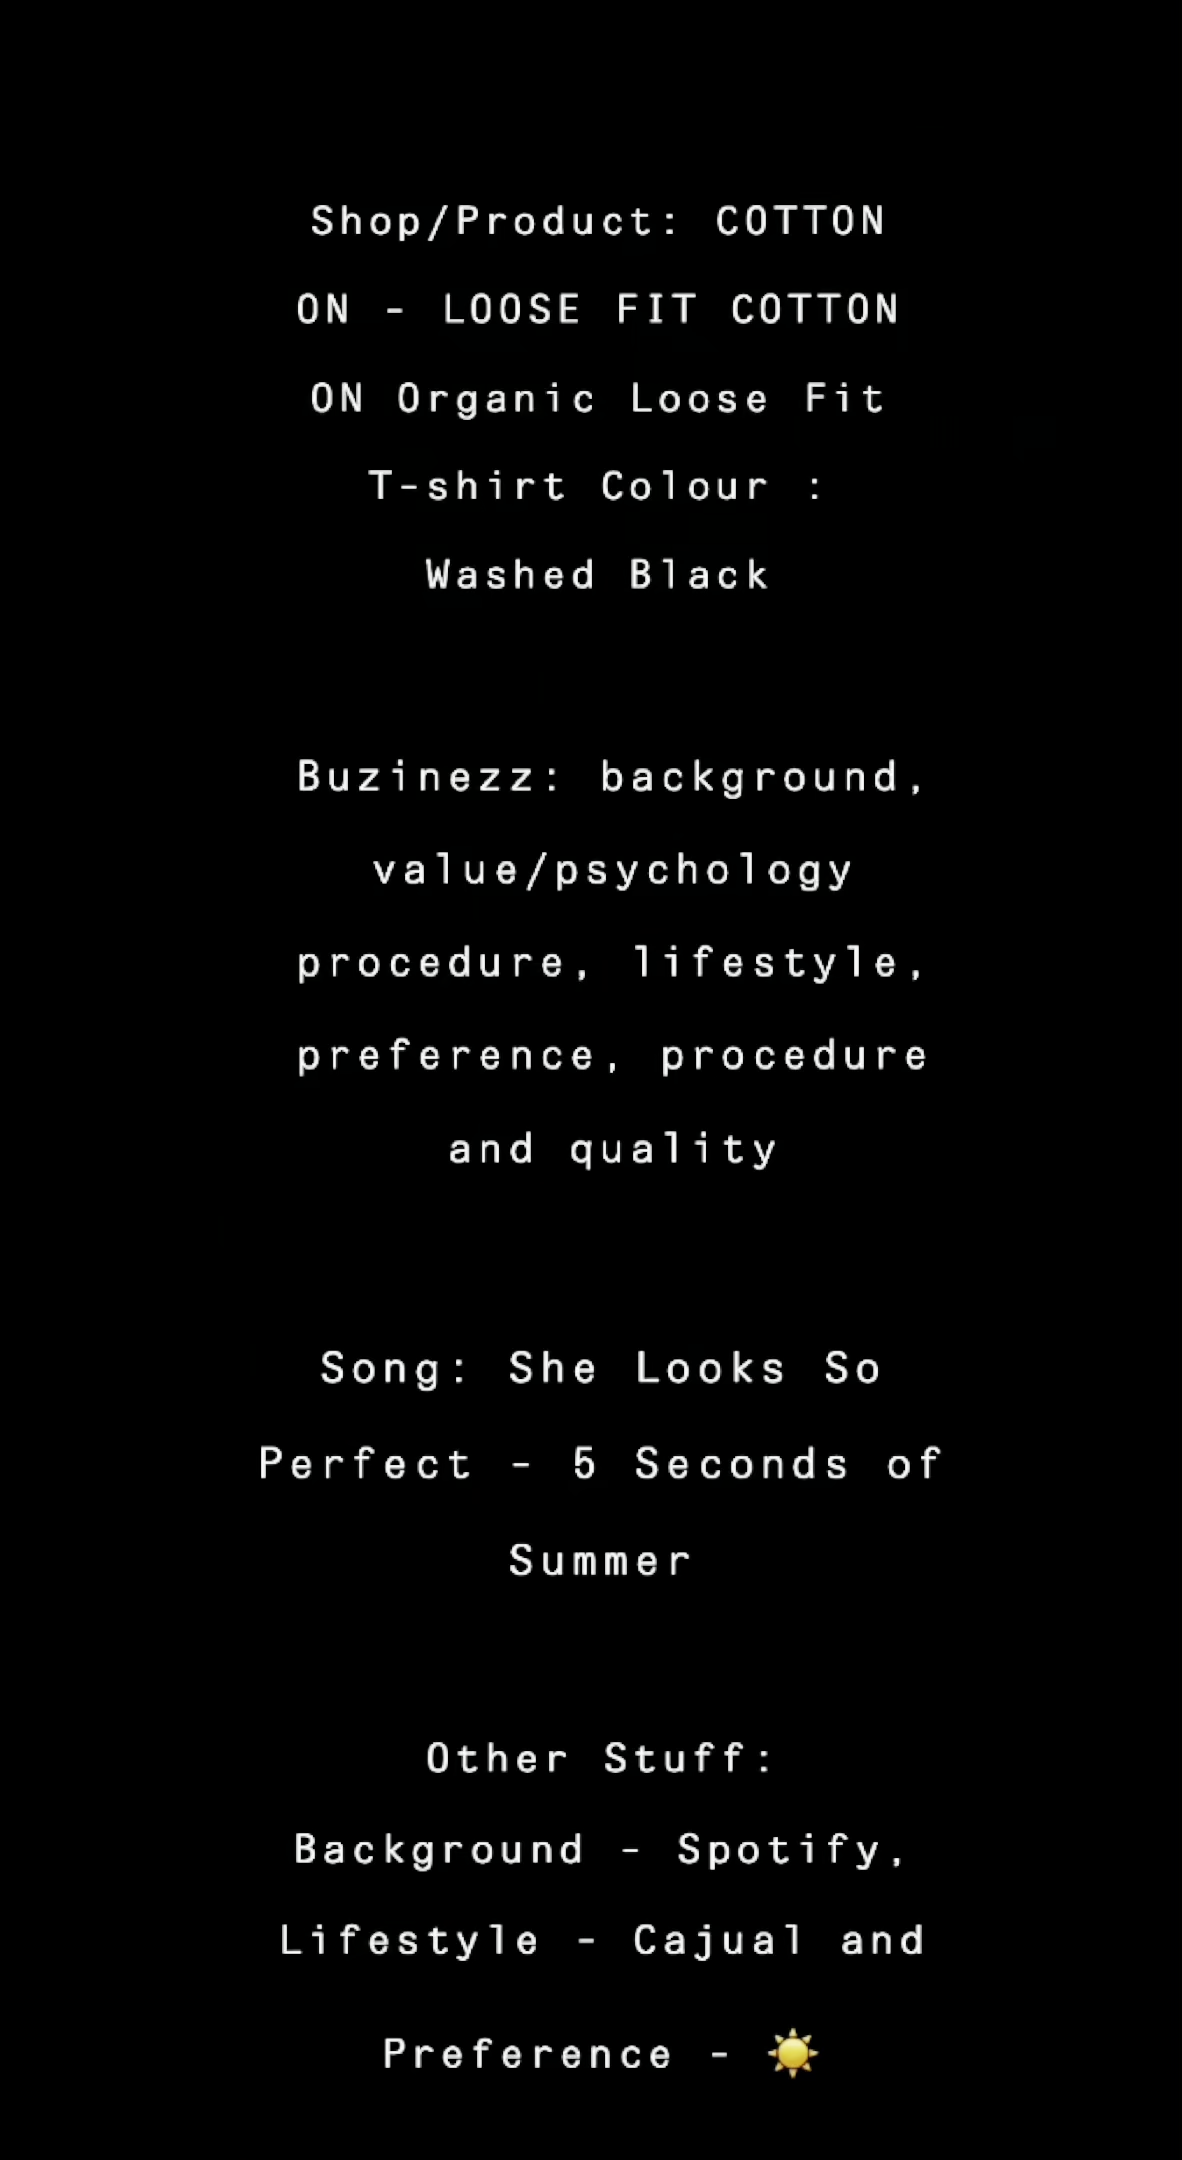 Shop/Product: COTTON
ON - LOOSE FIT COTTON
ON Organic Loose Fit
T-shirt Colour :
Washed Black
Buzinezz: background,
value/psychology
procedure, lifestyle,
preference, procedure
and quality
Song: She Looks So
Perfect - 5 Seconds of
Summer
Other Stuff:
Background - Spotify,
Lifestyle - Cajual and
Preference - ☀️